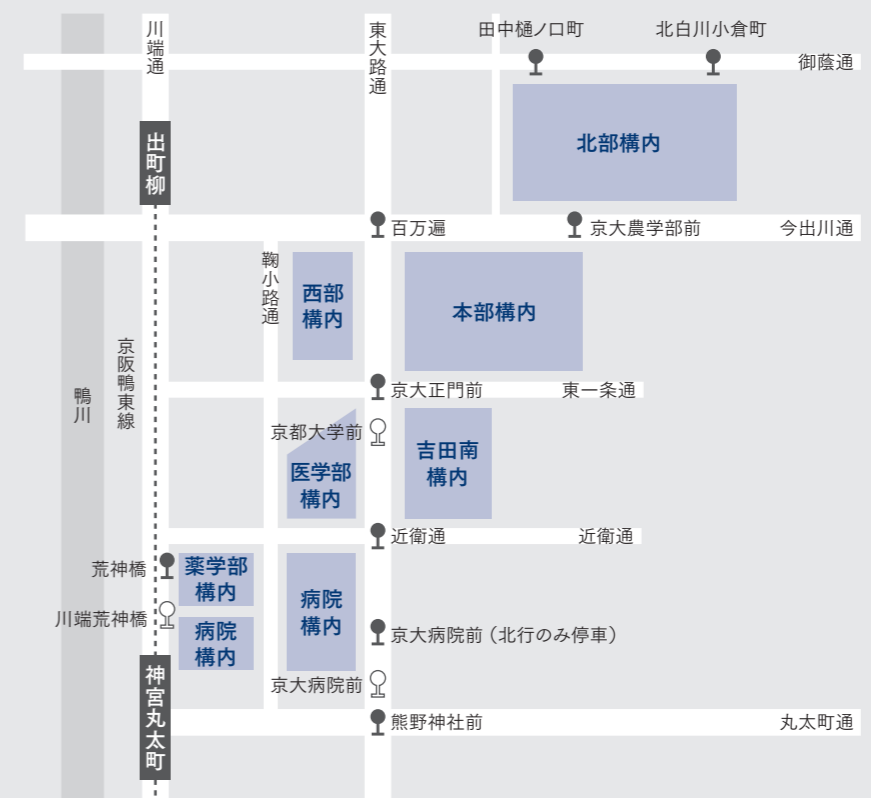 川端通
東大路通
田中樋ノ口町
北白川小倉町
御蔭通
出町柳
北部構内
百万遍
京大農学部前
今出川通
鞠小路通
西部
構内
本部構内
京阪鴨東線
鴨川
京大正門前
東一条通
京都大学前
医学部
構内
吉田南
構内
近衛通
近衛通
荒神橋
薬学部
構内
川端荒神橋
病院
構内
病院
構内
京大病院前（北行のみ停車）
京大病院前
神宮丸太町
熊野神社前
丸太町通